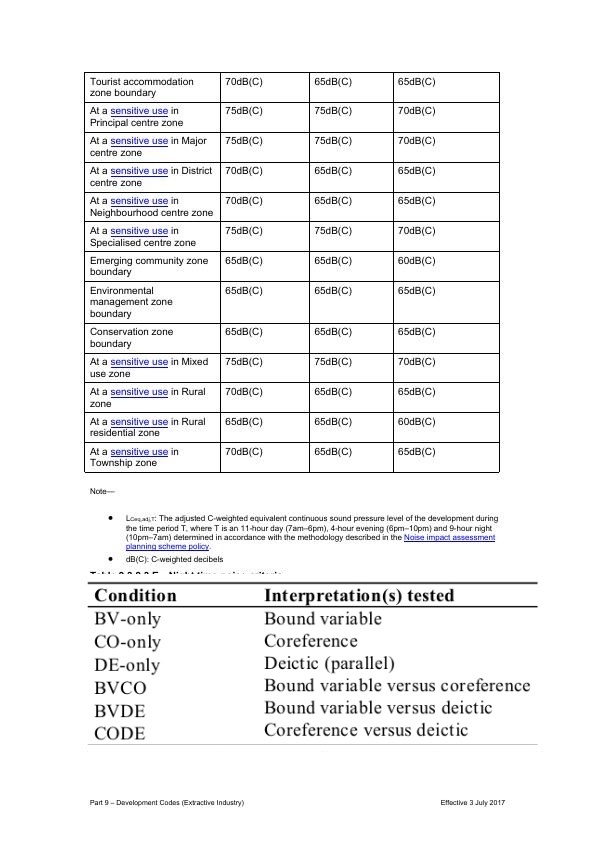 Tourist accommodation 70dB(C) 65dB(C) 65dB(C)
zone boundary
At a sensitive use in 75dB(C) 75dB(C) 70dB(C)
Principal centre zone
At a sensitive use in Major 75dB(C) 75dB(C) 70dB(C)
centre zone
At a sensitive use in District 70dB(C) 65dB(C) 65dB(C)
centre zone
At a sensitive use in 70dB(C) 65dB(C) 65dB(C)
Neighbourhood centre zone
At a sensitive use in 75dB(C) 75dB(C) 70dB(C)
Specialised centre zone
Emerging community zone 65dB(C) 65dB(C) 60dB(C)
boundary
Environmental 65dB(C) 65dB(C) 65dB(C)
management zone
boundary
Conservation zone 65dB(C) 65dB(C) 65dB(C)
boundary
At a sensitive use in Mixed 75dB(C) 75dB(C) 70dB(C)
use zone
At a sensitive use in Rural 70dB(C) 65dB(C) 65dB(C)
zone
At a sensitive use in Rural 65dB(C) 65dB(C) 60dB(C)
residential zone
At a sensitive use in 70dB(C) 65dB(C) 65dB(C)
Township zone
Note—
• LCeq,adj,T: The adjusted C-weighted equivalent continuous sound pressure level of the development during
the time period T, where T is an 11-hour day (7am–6pm), 4-hour evening (6pm–10pm) and 9-hour night
(10pm–7am) determined in accordance with the methodology described in the Noise impact assessment
planning scheme policy.
• dB(C): C-weighted decibels
Condition Interpretation(s) tested
BV-only Bound variable
CO-only Coreference
DE-only Deictic (parallel)
BVCO Bound variable versus coreference
BVDE Bound variable versus deictic
CODE Coreference versus deictic
Part 9 – Development Codes (Extractive Industry) Effective 3 July 2017